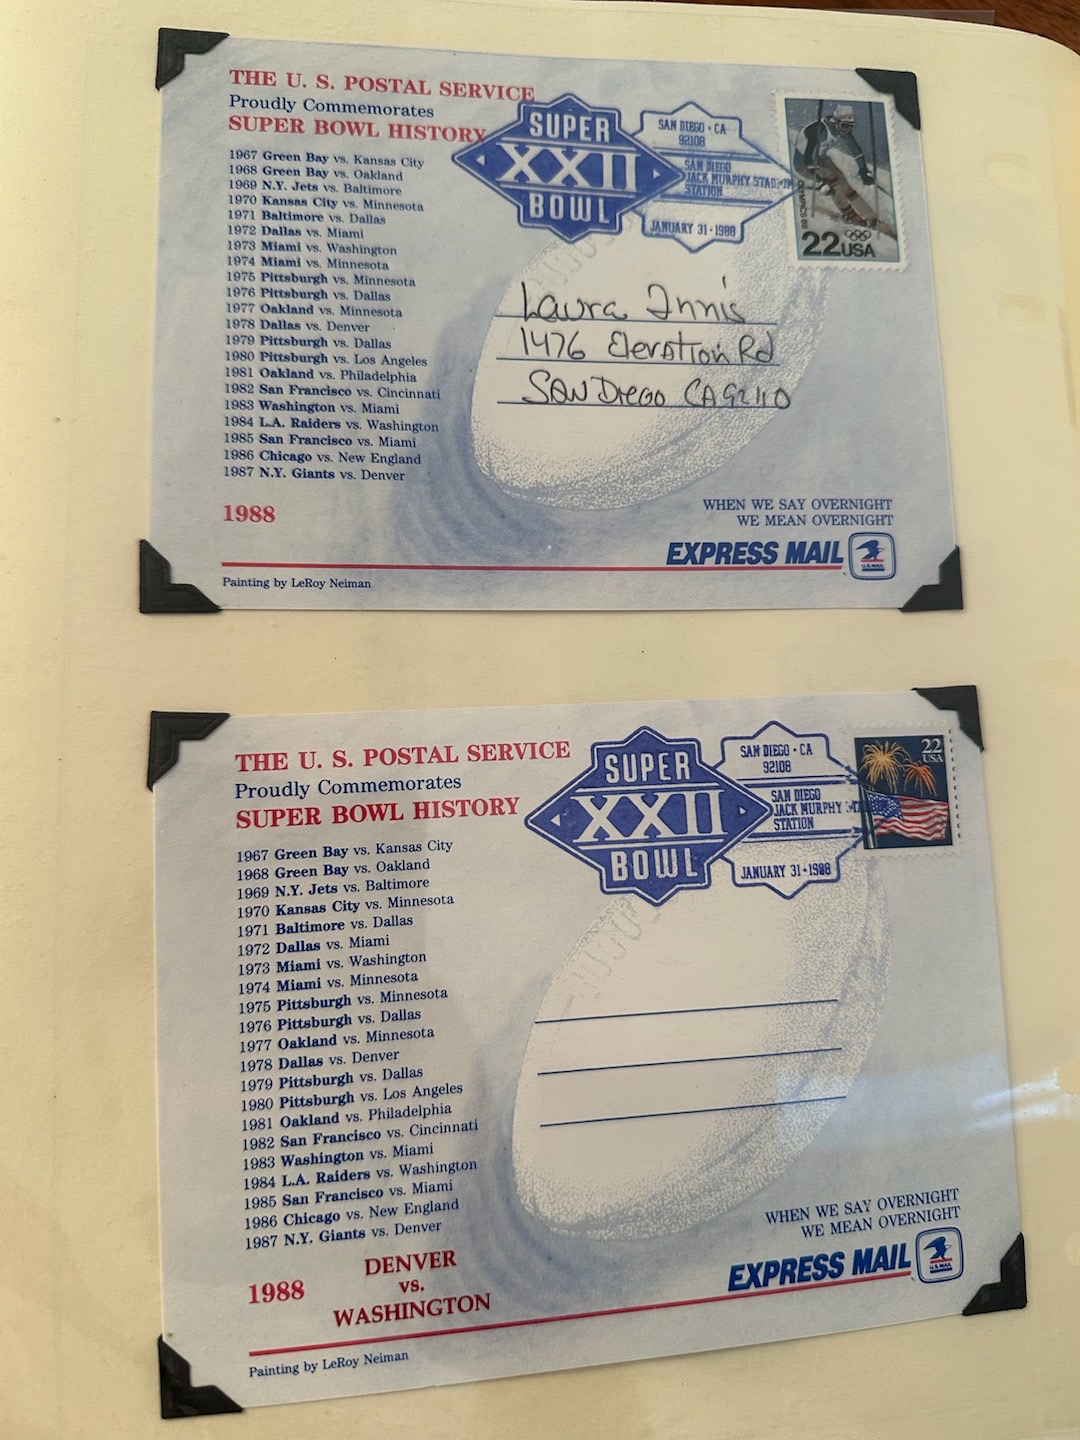 THE U. S. POSTAL SERVICE
Proudly Commemorates
SUPER BOWL HISTORY
1967 Green Bay vs. Kansas City
1968 Green Bay vs. Oakland
1969 N.Y. Jets vs. Baltimore
1970 Kansas City vs. Minnesota
1971 Baltimore vs. Dallas
1972 Dallas vs. Miami
1973 Miami vs. Washington
1974 Miami vs. Minnesota
1975 Pittsburgh vs. Minnesota
1976 Pittsburgh vs. Dallas
1977 Oakland vs. Minnesota
1978 Dallas vs. Denver
1979 Pittsburgh vs. Dallas
1980 Pittsburgh vs. Los Angeles
1981 Oakland vs. Philadelphia
1982 San Francisco vs. Cincinnati
1983 Washington vs. Miami
1984 L.A. Raiders vs. Washington
1985 San Francisco vs. Miami
1986 Chicago vs. New England
1987 N.Y. Giants vs. Denver
1988
Painting by LeRoy Neiman
SUPER
XXII
BOWL
SAN DIEGO • CA
92108
SAN DIEGO
JACK MURPHY STADIUM
STATION
JANUARY 31 • 1988
OLYMPICS 88
22USA
Laura Innis
1476 Elevation Rd
SAN DIEGO CA 92110
WHEN WE SAY OVERNIGHT
WE MEAN OVERNIGHT
EXPRESS MAIL
U.S. MAIL
THE U. S. POSTAL SERVICE
Proudly Commemorates
SUPER BOWL HISTORY
1967 Green Bay vs. Kansas City
1968 Green Bay vs. Oakland
1969 N.Y. Jets vs. Baltimore
1970 Kansas City vs. Minnesota
1971 Baltimore vs. Dallas
1972 Dallas vs. Miami
1973 Miami vs. Washington
1974 Miami vs. Minnesota
1975 Pittsburgh vs. Minnesota
1976 Pittsburgh vs. Dallas
1977 Oakland vs. Minnesota
1978 Dallas vs. Denver
1979 Pittsburgh vs. Dallas
1980 Pittsburgh vs. Los Angeles
1981 Oakland vs. Philadelphia
1982 San Francisco vs. Cincinnati
1983 Washington vs. Miami
1984 L.A. Raiders vs. Washington
1985 San Francisco vs. Miami
1986 Chicago vs. New England
1987 N.Y. Giants vs. Denver
1988
DENVER
vs.
WASHINGTON
Painting by LeRoy Neiman
SUPER
XXII
BOWL
SAN DIEGO • CA
92108
SAN DIEGO
JACK MURPHY
STATION
JANUARY 31 • 1988
22
USA
WHEN WE SAY OVERNIGHT
WE MEAN OVERNIGHT
EXPRESS MAIL
U.S. MAIL